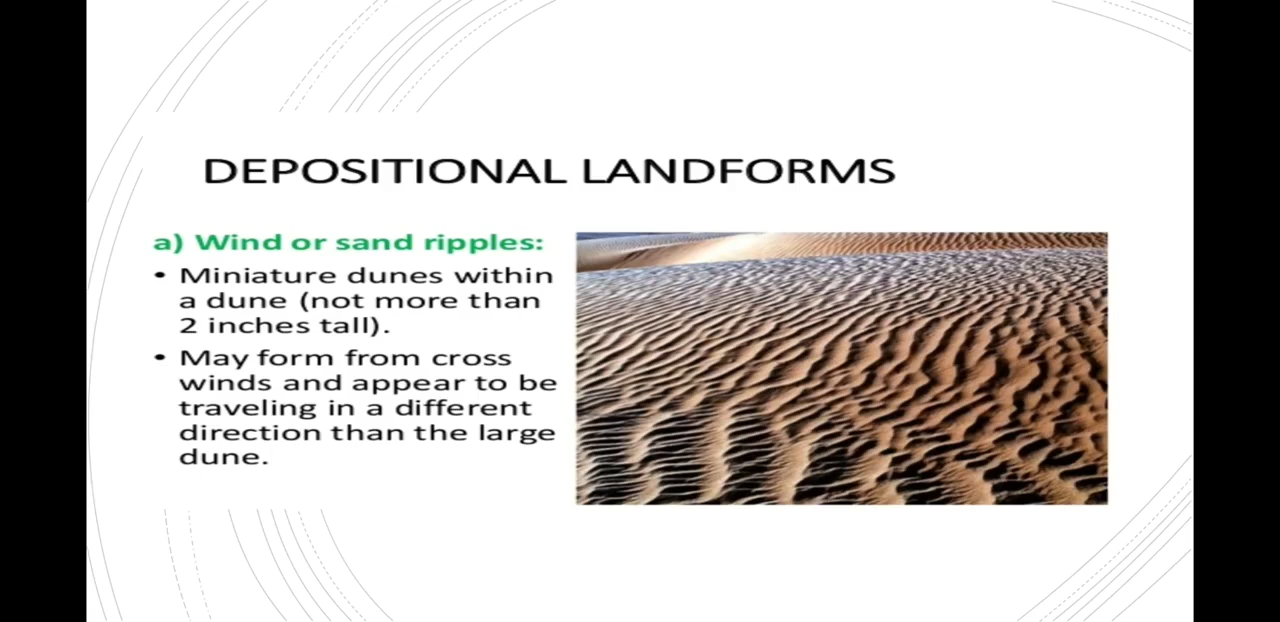 DEPOSITIONAL LANDFORMS
a) Wind or sand ripples:
• Miniature dunes within
a dune (not more than
2 inches tall).
• May form from cross
winds and appear to be
traveling in a different
direction than the large
dune.